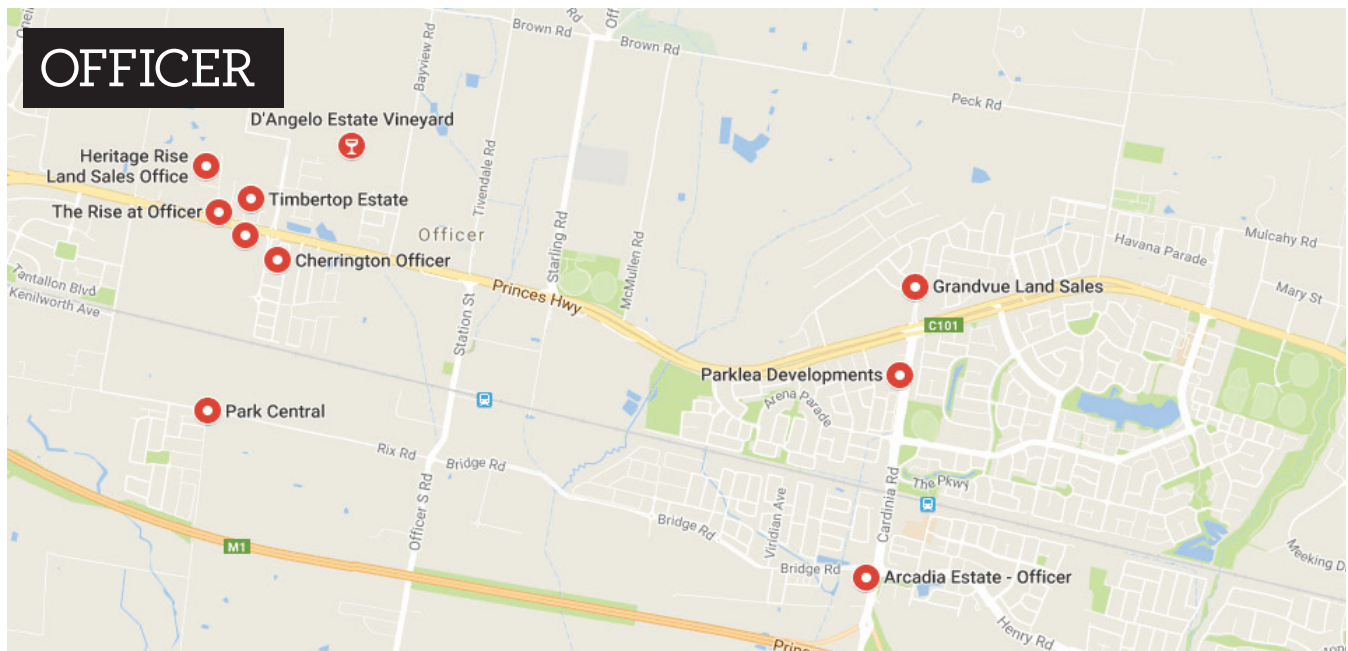 OFFICER
Brown Rd
Brown Rd
Bayview Rd
Peck Rd
D'Angelo Estate Vineyard
Heritage Rise
Land Sales Office
Timbertop Estate
The Rise at Officer
Tivendale Rd
Officer
Starling Rd
McMullen Rd
Cherrington Officer
Havana Parade
Mulcahy Rd
Mary St
Grandvue Land Sales
Tantallon Blvd
Kenilworth Ave
Princes Hwy
C101
Station St
Parklea Developments
Arena Parade
Park Central
Rix Rd
Bridge Rd
The Pkwy
Officer S Rd
Bridge Rd
Viridian Ave
Cardinia Rd
M1
Bridge Rd
Arcadia Estate - Officer
Henry Rd